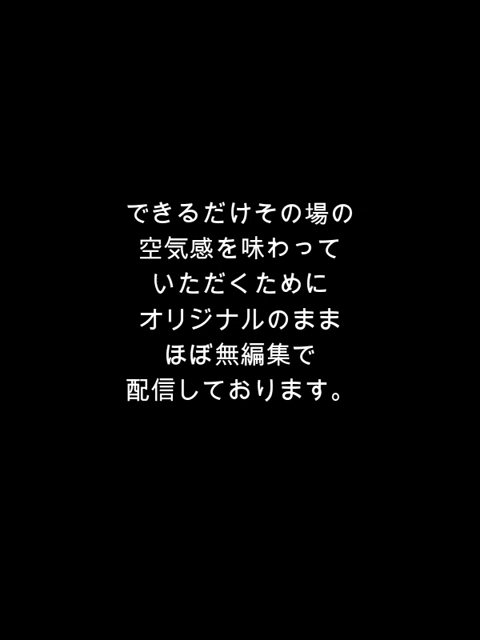 できるだけその場の
空気感を味わって
いただくために
オリジナルのまま
ほぼ無編集で
配信しております。